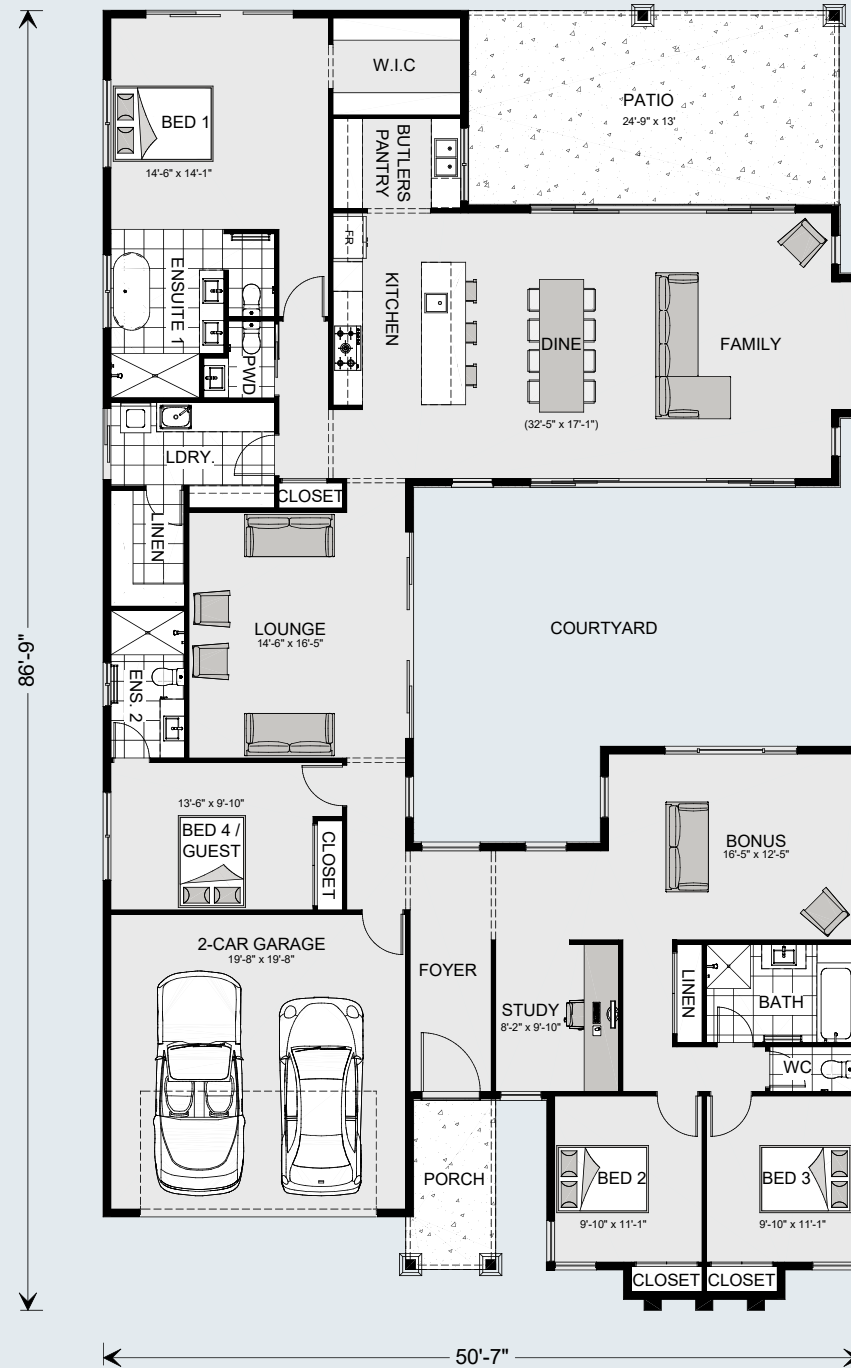 W.I.C
PATIO
24'-9" x 13'
BED 1
14'-6" x 14'-1"
BUTLERS
PANTRY
FR
KITCHEN
ENSUITE 1
PWD
DINE
(32'-5" x 17'-1")
FAMILY
LDRY.
CLOSET
LINEN
LOUNGE
14'-6" x 16'-5"
COURTYARD
ENS. 2
86'-9"
13'-6" x 9'-10"
BED 4 /
GUEST
CLOSET
BONUS
16'-5" x 12'-5"
2-CAR GARAGE
19'-8" x 19'-8"
FOYER
STUDY
8'-2" x 9'-10"
LINEN
BATH
WC
PORCH
BED 2
9'-10" x 11'-1"
BED 3
9'-10" x 11'-1"
CLOSET
CLOSET
50'-7"